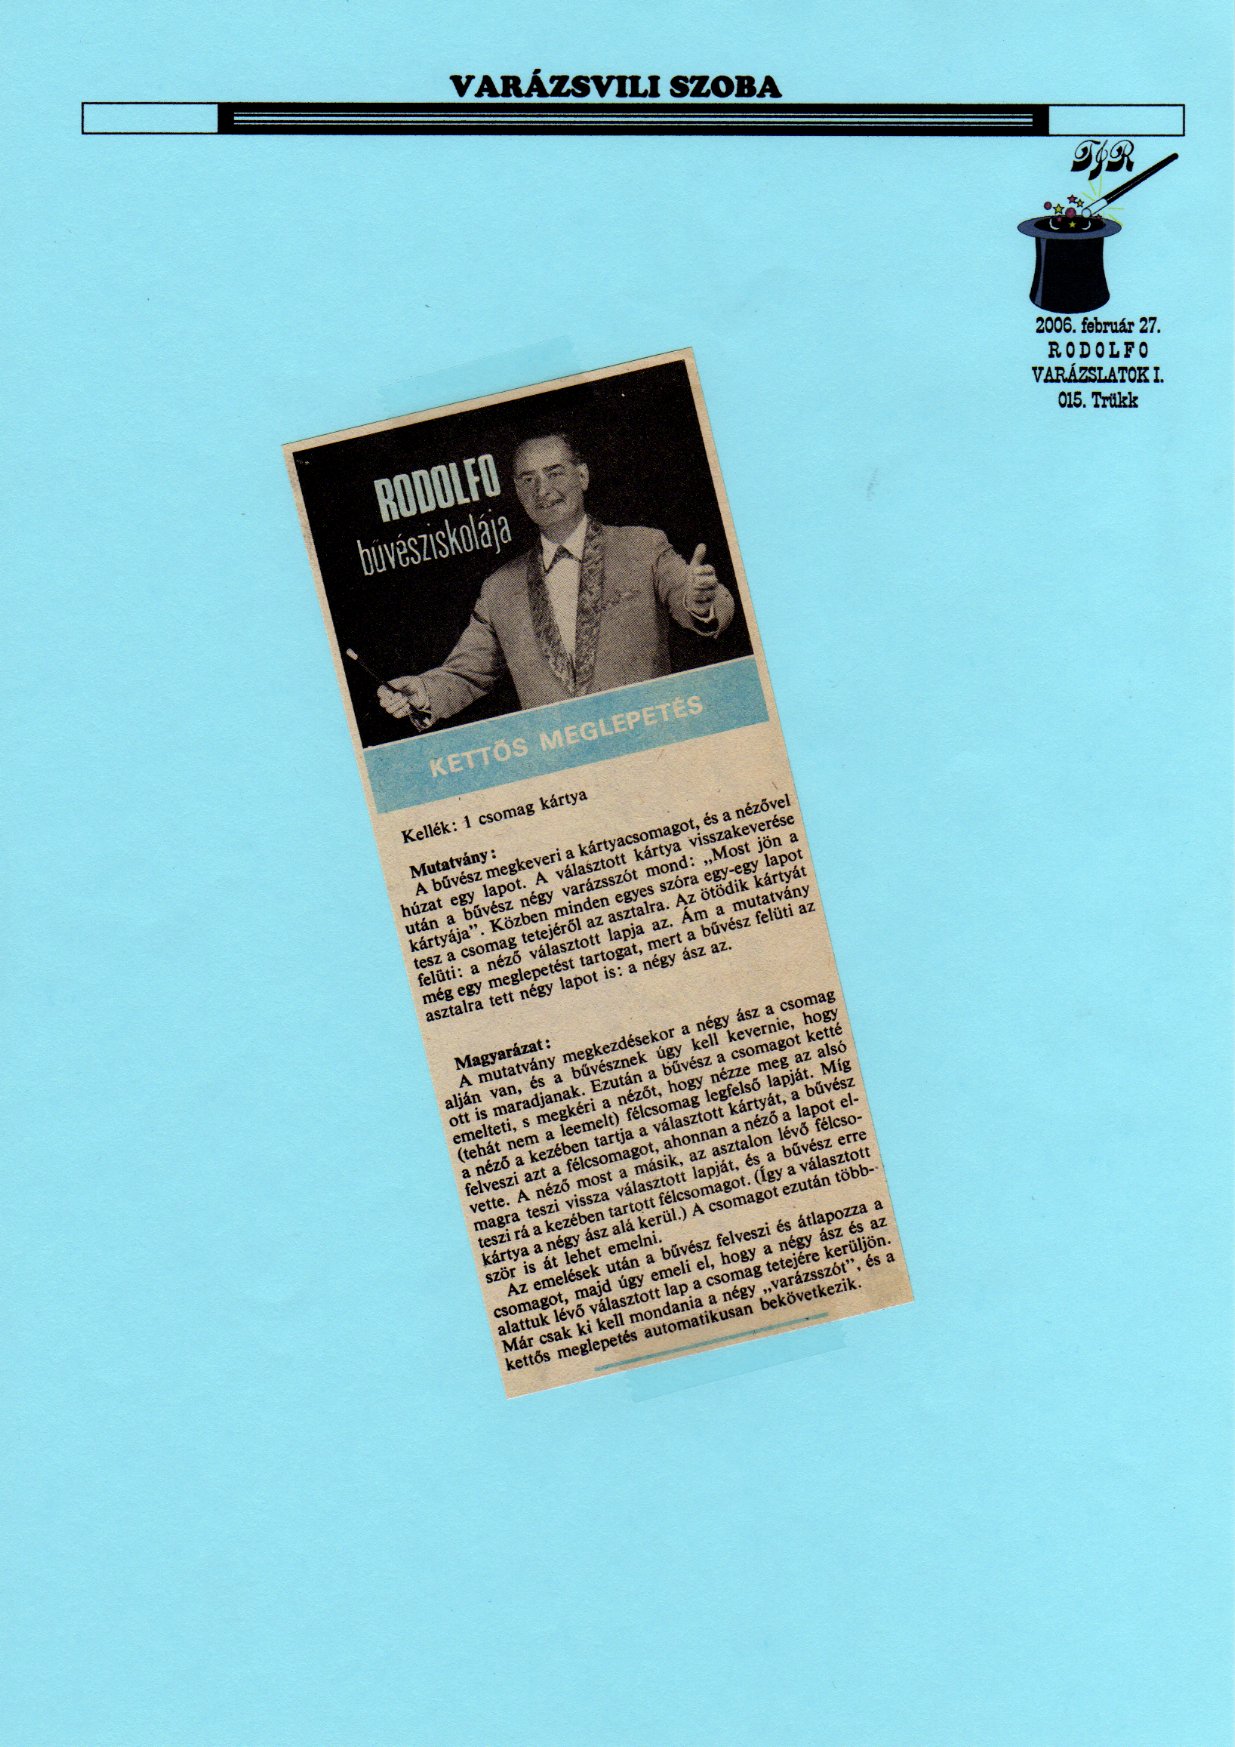 VARÁZSVILI SZOBA
TJR
2006. február 27.
RODOLFO
VARÁZSLATOK I.
015. Trükk
RODOLFO
bűvésziskolája
KETTŐS MEGLEPETÉS
Kellék: 1 csomag kártya
Mutatvány:
A bűvész megkeveri a kártyacsomagot, és a nézővel
húzat egy lapot. A választott kártya visszakeverése
után a bűvész négy varázsszót mond: „Most jön a
kártyája”. Közben minden egyes szóra egy-egy lapot
tesz a csomag tetejéről az asztalra. Az ötödik kártyát
felüti: a néző választott lapja az. Ám a mutatvány
még egy meglepetést tartogat, mert a bűvész felüti az
asztalra tett négy lapot is: a négy ász az.
Magyarázat:
A mutatvány megkezdésekor a négy ász a csomag
alján van, és a bűvésznek úgy kell kevernie, hogy
ott is maradjanak. Ezután a bűvész a csomagot ketté
emelteti, s megkéri a nézőt, hogy nézze meg az alsó
(tehát nem a leemelt) félcsomag legfelső lapját. Míg
a néző a kezében tartja a választott kártyát, a bűvész
felveszi azt a félcsomagot, ahonnan a néző a lapot el-
vette. A néző most a másik, az asztalon lévő félcso-
magra teszi vissza választott lapját, és a bűvész erre
teszi rá a kezében tartott félcsomagot. (Így a választott
kártya a négy ász alá kerül.) A csomagot ezután több-
ször is át lehet emelni.
Az emelések után a bűvész felveszi és átlapozza a
csomagot, majd úgy emeli el, hogy a négy ász és az
alattuk lévő választott lap a csomag tetejére kerüljön.
Már csak ki kell mondania a négy „varázsszót”, és a
kettős meglepetés automatikusan bekövetkezik.